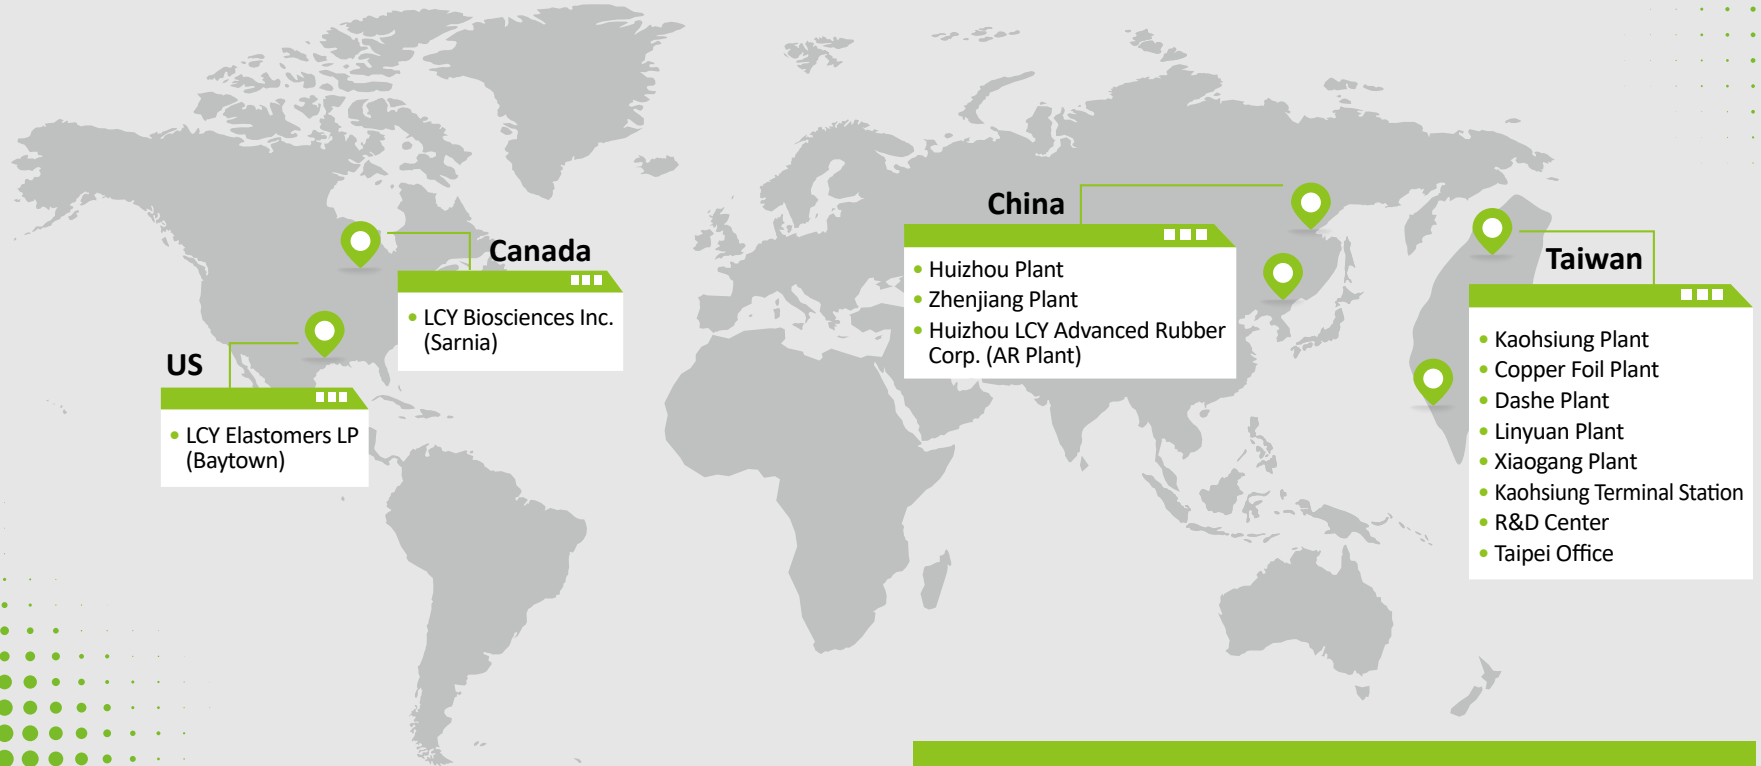 Canada
LCY Biosciences Inc.
(Sarnia)
US
LCY Elastomers LP
(Baytown)
China
Huizhou Plant
Zhenjiang Plant
Huizhou LCY Advanced Rubber
Corp. (AR Plant)
Taiwan
Kaohsiung Plant
Copper Foil Plant
Dashe Plant
Linyuan Plant
Xiaogang Plant
Kaohsiung Terminal Station
R&D Center
Taipei Office